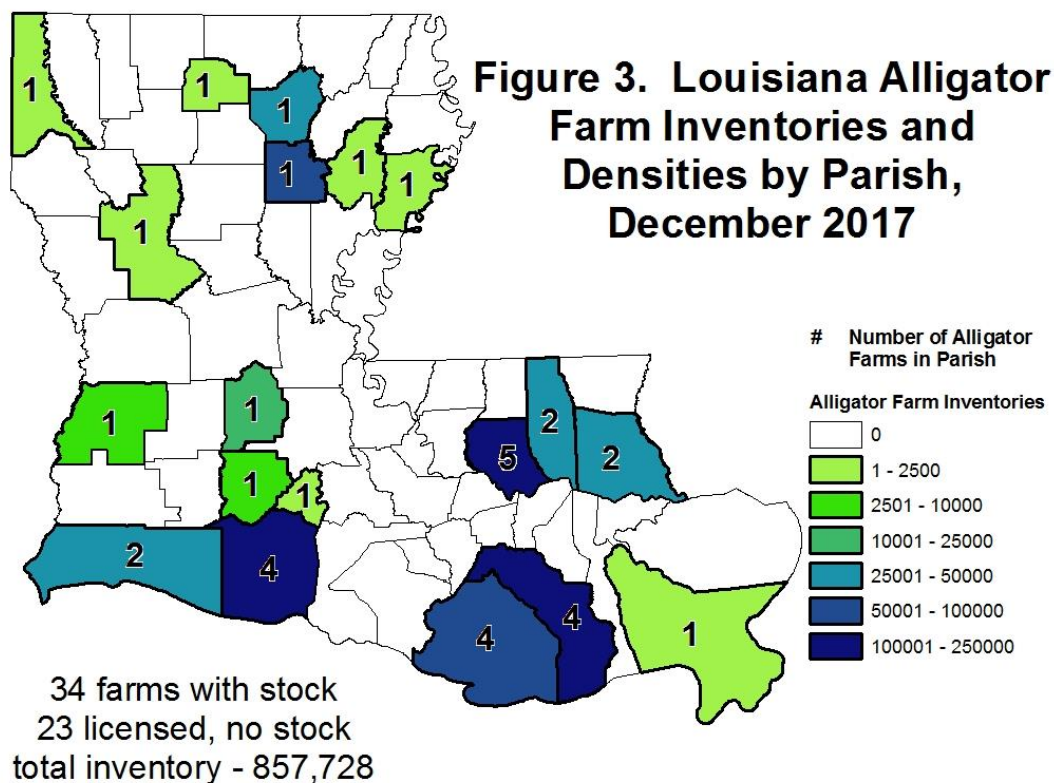 Figure 3. Louisiana Alligator
Farm Inventories and
Densities by Parish,
December 2017
1
1
1
1
1
1
1
1
1
1
1
5
2
2
2
4
4
4
1
# Number of Alligator
Farms in Parish
Alligator Farm Inventories
0
1 - 2500
2501 - 10000
10001 - 25000
25001 - 50000
50001 - 100000
100001 - 250000
34 farms with stock
23 licensed, no stock
total inventory - 857,728